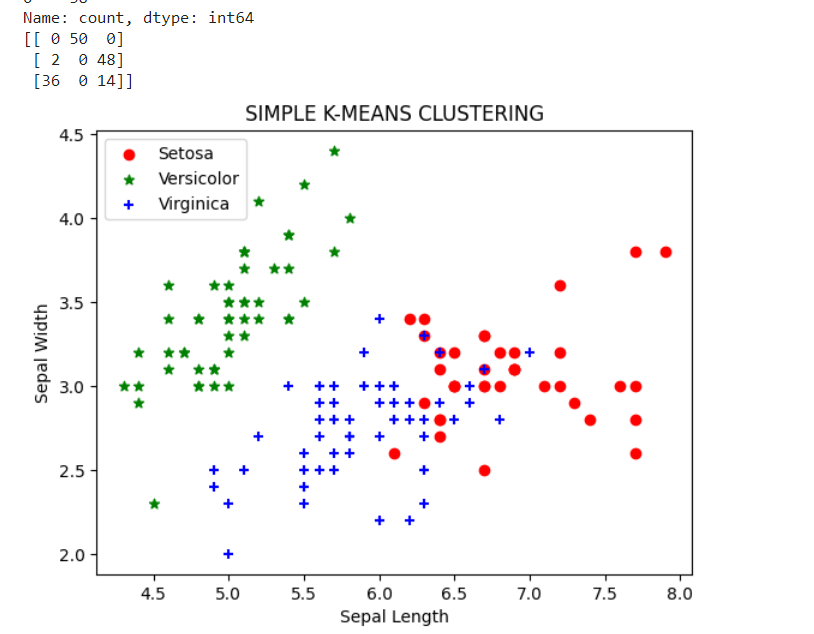 Name: count, dtype: int64
[[ 0 50  0]
 [ 2  0 48]
 [36  0 14]]
SIMPLE K-MEANS CLUSTERING
Setosa
Versicolor
Virginica
4.5
4.0
3.5
3.0
2.5
2.0
Sepal Width
4.5 5.0 5.5 6.0 6.5 7.0 7.5 8.0
Sepal Length